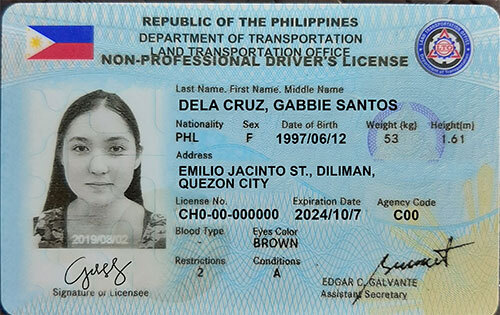 REPUBLIC OF THE PHILIPPINES
DEPARTMENT OF TRANSPORTATION
LAND TRANSPORTATION OFFICE
NON-PROFESSIONAL DRIVER'S LICENSE
Last Name. First Name. Middle Name
DELA CRUZ, GABBIE SANTOS
Nationality Sex Date of Birth Weight (kg) Height(m)
PHL F 1997/06/12 53 1.61
Address
EMILIO JACINTO ST., DILIMAN,
QUEZON CITY
License No. Expiration Date Agency Code
CH0-00-000000 2024/10/7 C00
Blood Type Eyes Color
- BROWN
Restrictions Conditions
2 A
2019/08/02
Signature of Licensee
EDGAR C. GALVANTE
Assistant Secretary